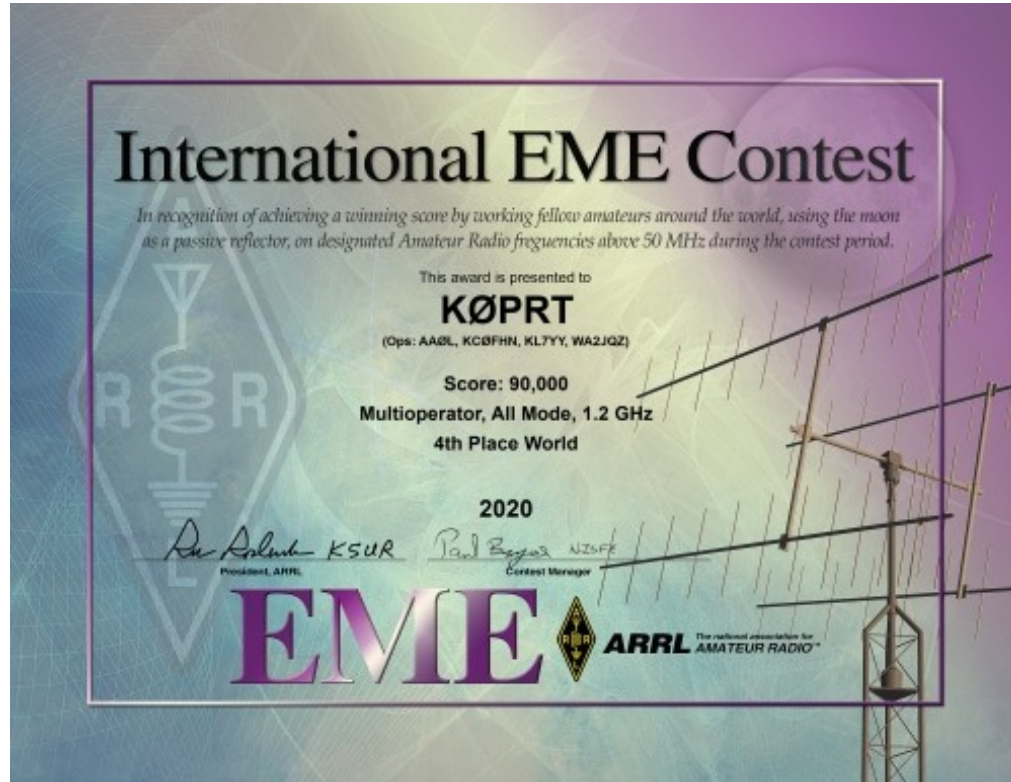 International EME Contest
In recognition of achieving a winning score by working fellow amateurs around the world, using the moon
as a passive reflector, on designated Amateur Radio freguencies above 50 MHz during the contest period.
This award is presented to
KØPRT
(Ops: AAØL, KCØFHN, KL7YY, WA2JQZ)
Score: 90,000
Multioperator, All Mode, 1.2 GHz
4th Place World
2020
K5UR
President, ARRL
Contest Manager
EME
ARRL The national association for
AMATEUR RADIO™
A
R R
L